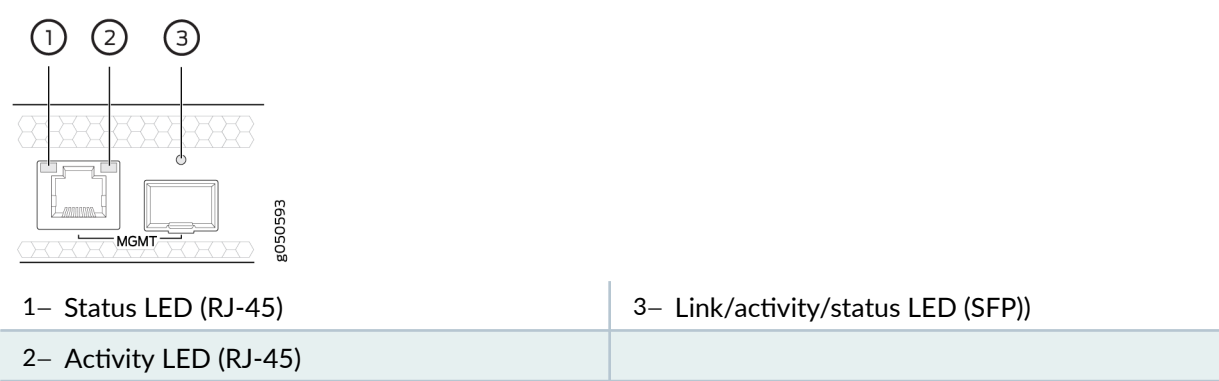 1 2 3
MGMT
g050593
1– Status LED (RJ-45)
3– Link/activity/status LED (SFP))
2– Activity LED (RJ-45)